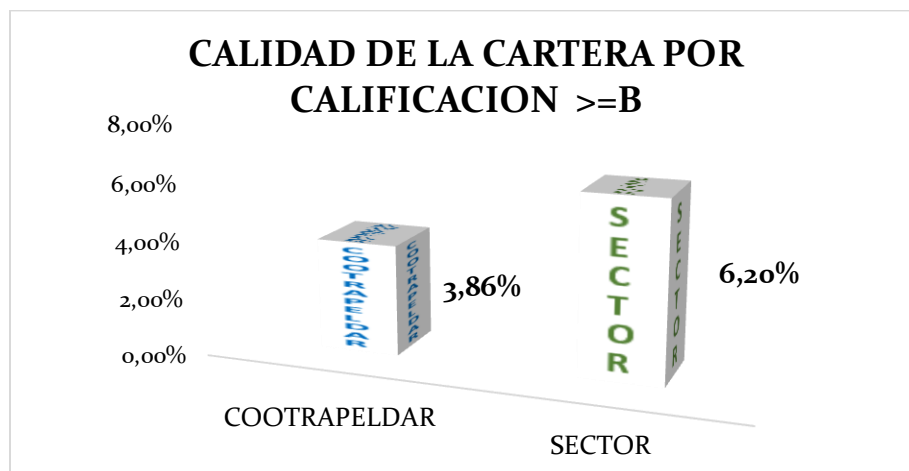 CALIDAD DE LA CARTERA POR
CALIFICACION >=B
8,00%
6,00%
4,00%
2,00%
0,00%
COOTRAPELDAR
COOTRAPELDAR
3,86%
SECTOR
SECTOR
6,20%
COOTRAPELDAR
SECTOR